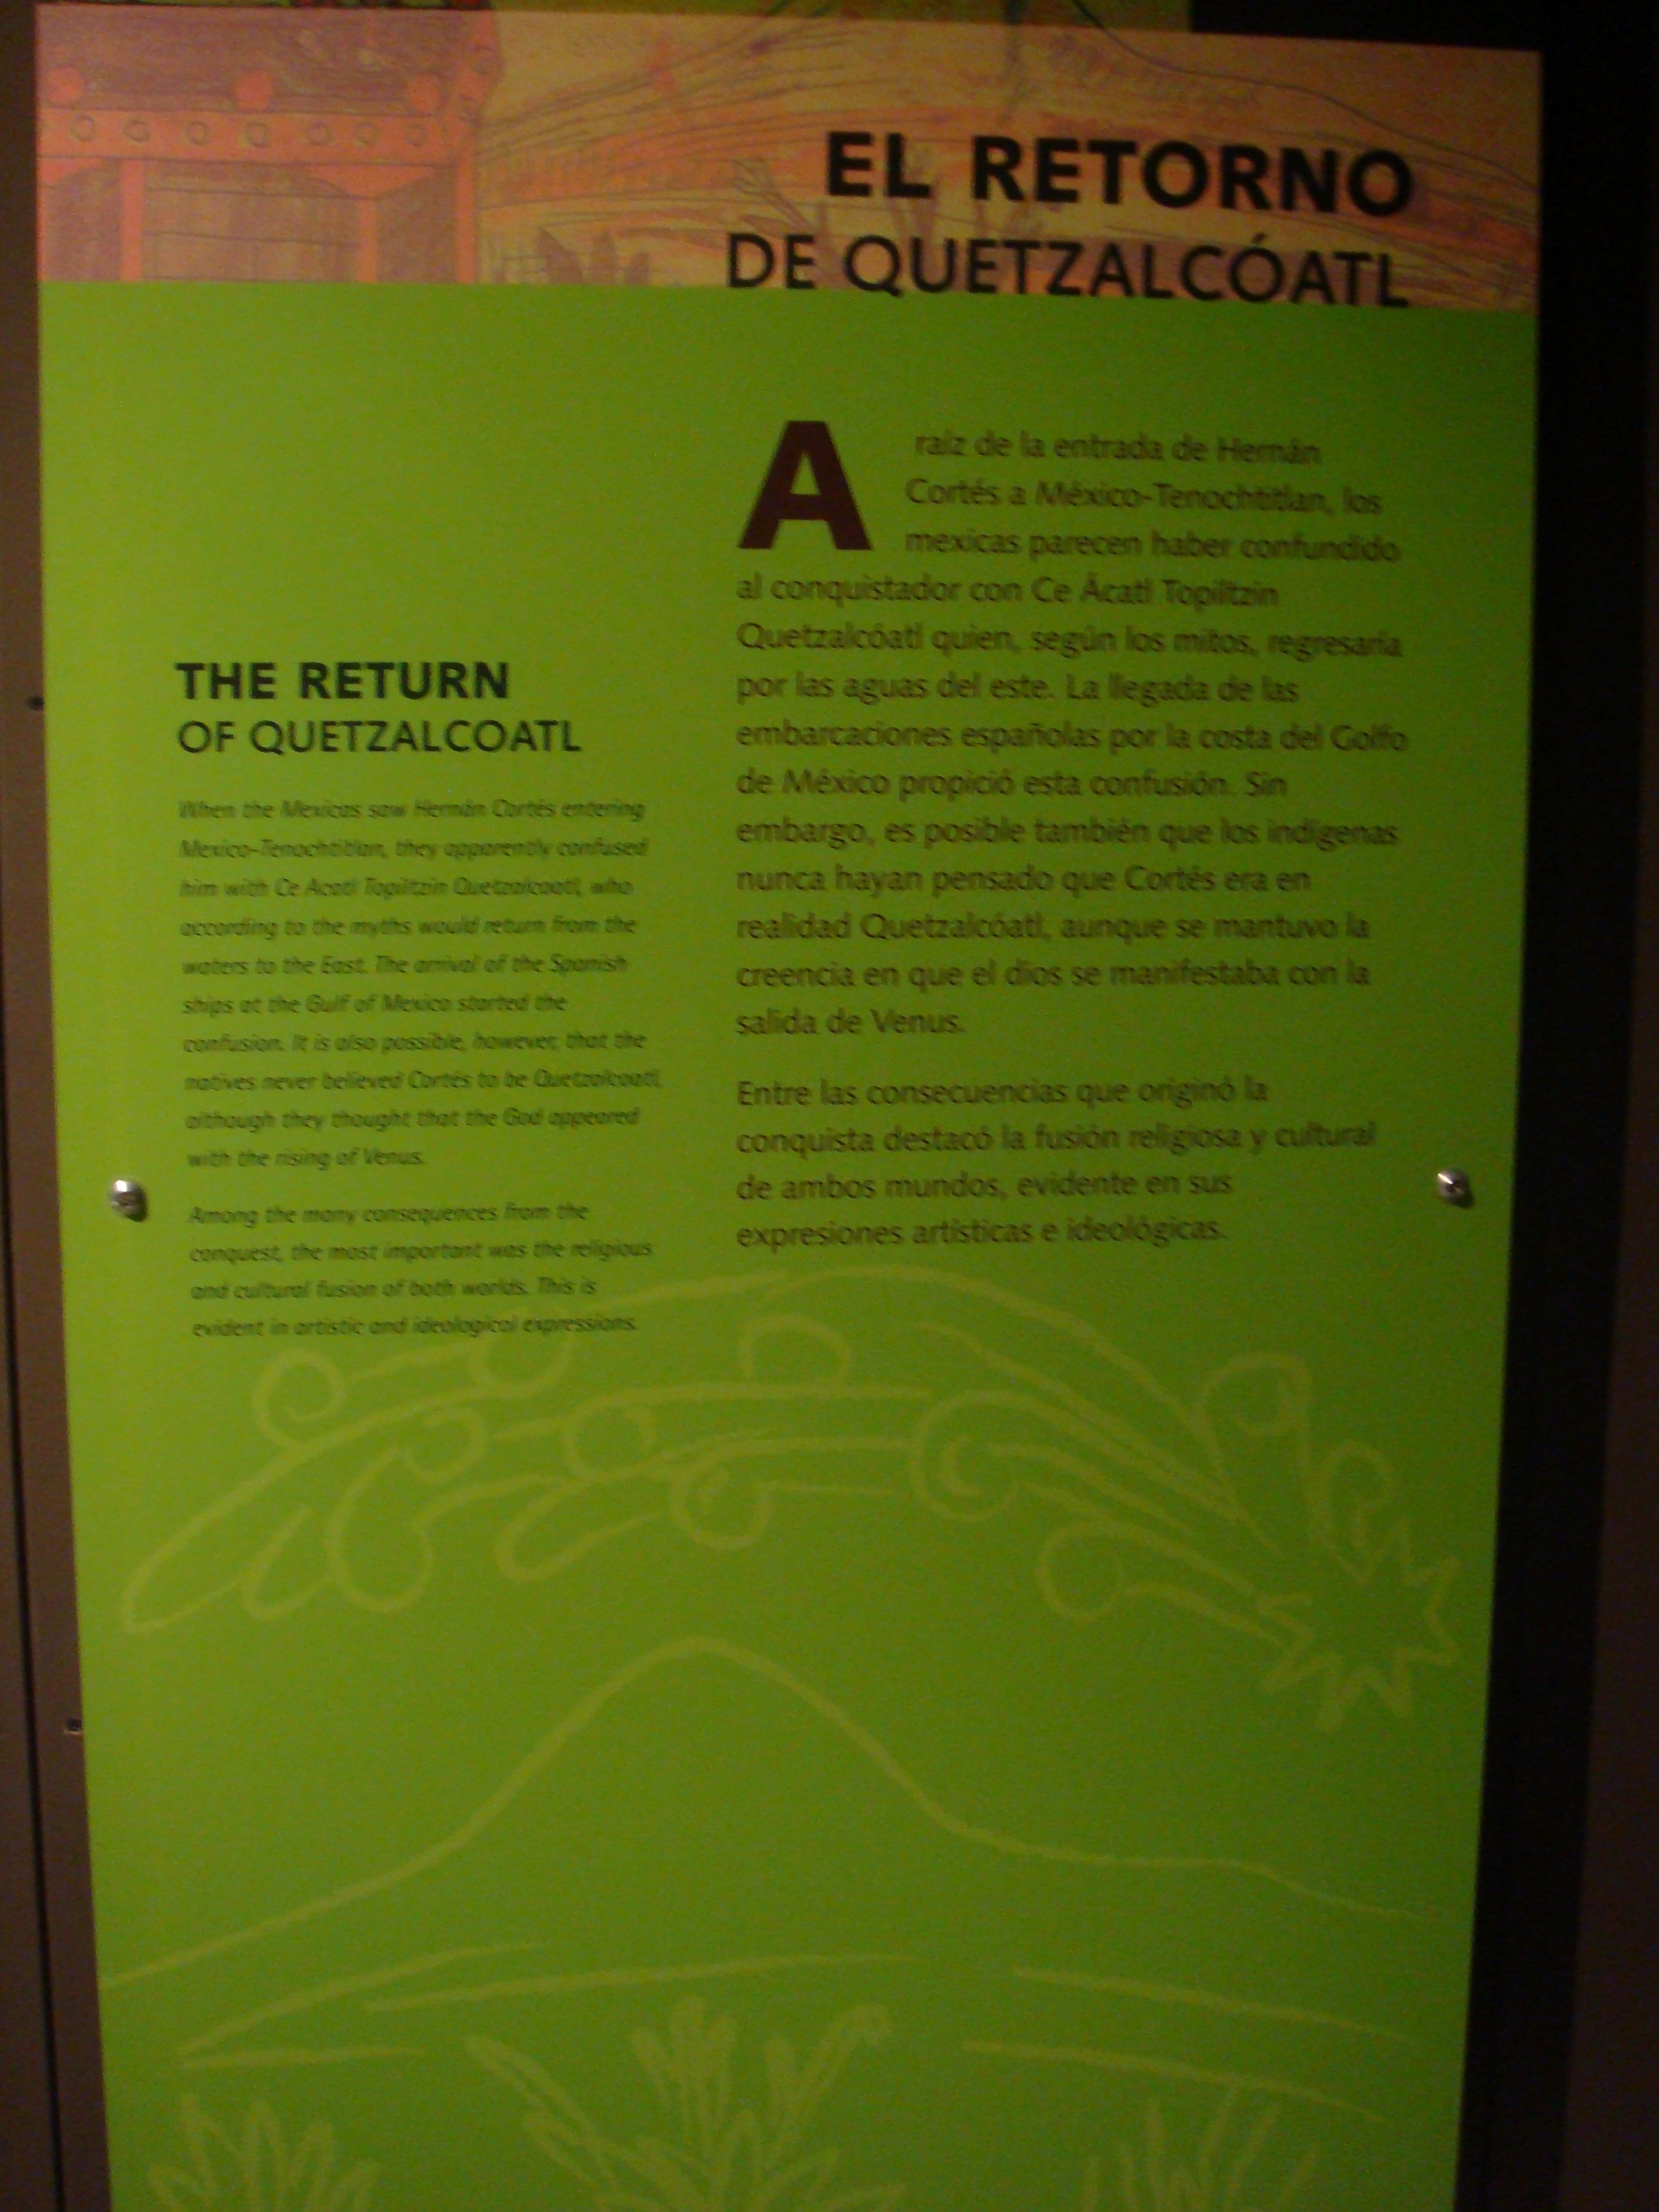 EL RETORNO
DE QUETZALCÓATL
THE RETURN
OF QUETZALCOATL
When the Mexicas saw Hernán Cortés entering
Mexico-Tenochtitlan, they apparently confused
him with Ce Acatl Topiltzin Quetzalcoatl, who
according to the myths would return from the
waters to the East. The arrival of the Spanish
ships at the Gulf of Mexico started the
confusion. It is also possible, however, that the
natives never believed Cortés to be Quetzalcoatl,
although they thought that the God appeared
with the rising of Venus.
Among the many consequences from the
conquest, the most important was the religious
and cultural fusion of both worlds. This is
evident in artistic and ideological expressions.
A raíz de la entrada de Hernán
Cortés a México-Tenochtitlan, los
mexicas parecen haber confundido
al conquistador con Ce Ácatl Topiltzin
Quetzalcóatl quien, según los mitos, regresaría
por las aguas del este. La llegada de las
embarcaciones españolas por la costa del Golfo
de México propició esta confusión. Sin
embargo, es posible también que los indígenas
nunca hayan pensado que Cortés era en
realidad Quetzalcóatl, aunque se mantuvo la
creencia en que el dios se manifestaba con la
salida de Venus.
Entre las consecuencias que originó la
conquista destacó la fusión religiosa y cultural
de ambos mundos, evidente en sus
expresiones artísticas e ideológicas.